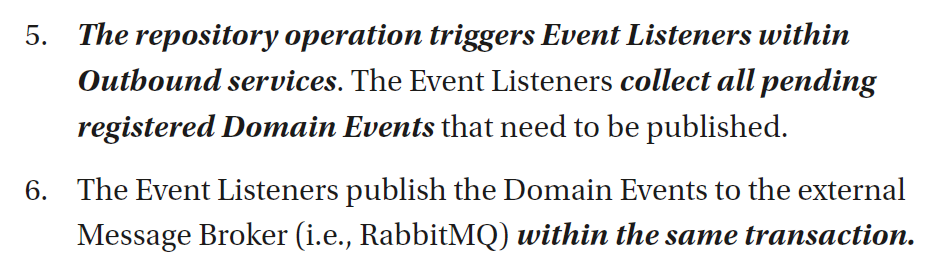 5. The repository operation triggers Event Listeners within
Outbound services. The Event Listeners collect all pending
registered Domain Events that need to be published.
6. The Event Listeners publish the Domain Events to the external
Message Broker (i.e., RabbitMQ) within the same transaction.